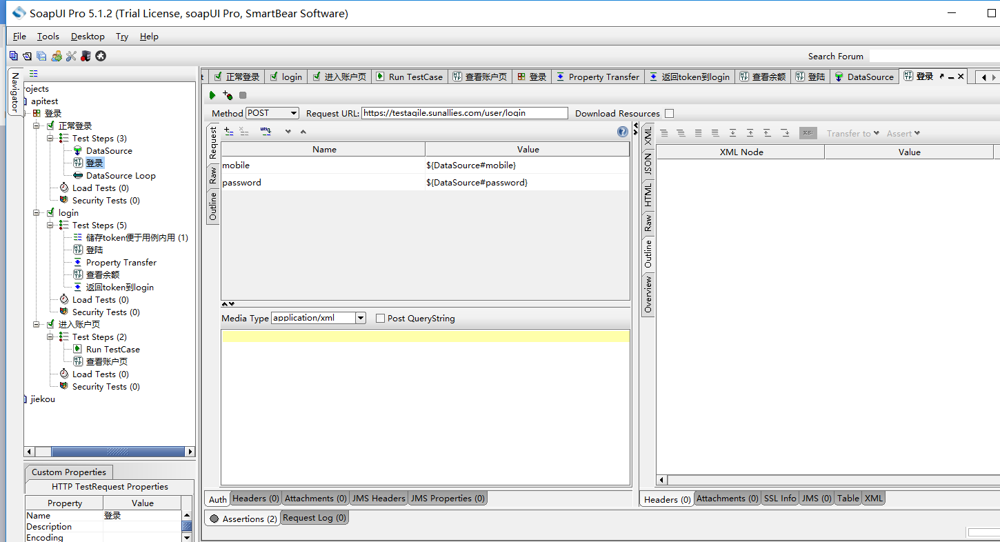 SoapUI Pro 5.1.2 (Trial License, soapUI Pro, SmartBear Software)
File Tools Desktop Try Help
Search Forum
Navigator
rojects
apitest
登录
正常登录
Test Steps (3)
DataSource
登录
DataSource Loop
Load Tests (0)
Security Tests (0)
login
Test Steps (5)
储存token便于用例内用 (1)
登陆
Property Transfer
查看余额
返回token到login
Load Tests (0)
Security Tests (0)
进入账户页
Test Steps (2)
Run TestCase
查看账户页
Load Tests (0)
Security Tests (0)
jiekou
Custom Properties
HTTP TestRequest Properties
Property Value
Name 登录
Description
Encoding
t 正常登录 login 进入账户页 Run TestCase 查看账户页 登录 Property Transfer 返回token到login 查看余额 登陆 DataSource 登录
Method POST Request URL: https://testagile.sunallies.com/user/login Download Resources
Request
Raw
Outline
Name Value
mobile ${DataSource#mobile}
password ${DataSource#password}
Media Type application/xml Post QueryString
Auth Headers (0) Attachments (0) JMS Headers JMS Properties (0)
Assertions (2) Request Log (0)
XML
JSON
HTML
Raw
Outline
Overview
XS! Transfer to Assert
XML Node Value
Headers (0) Attachments (0) SSL Info JMS (0) Table XML